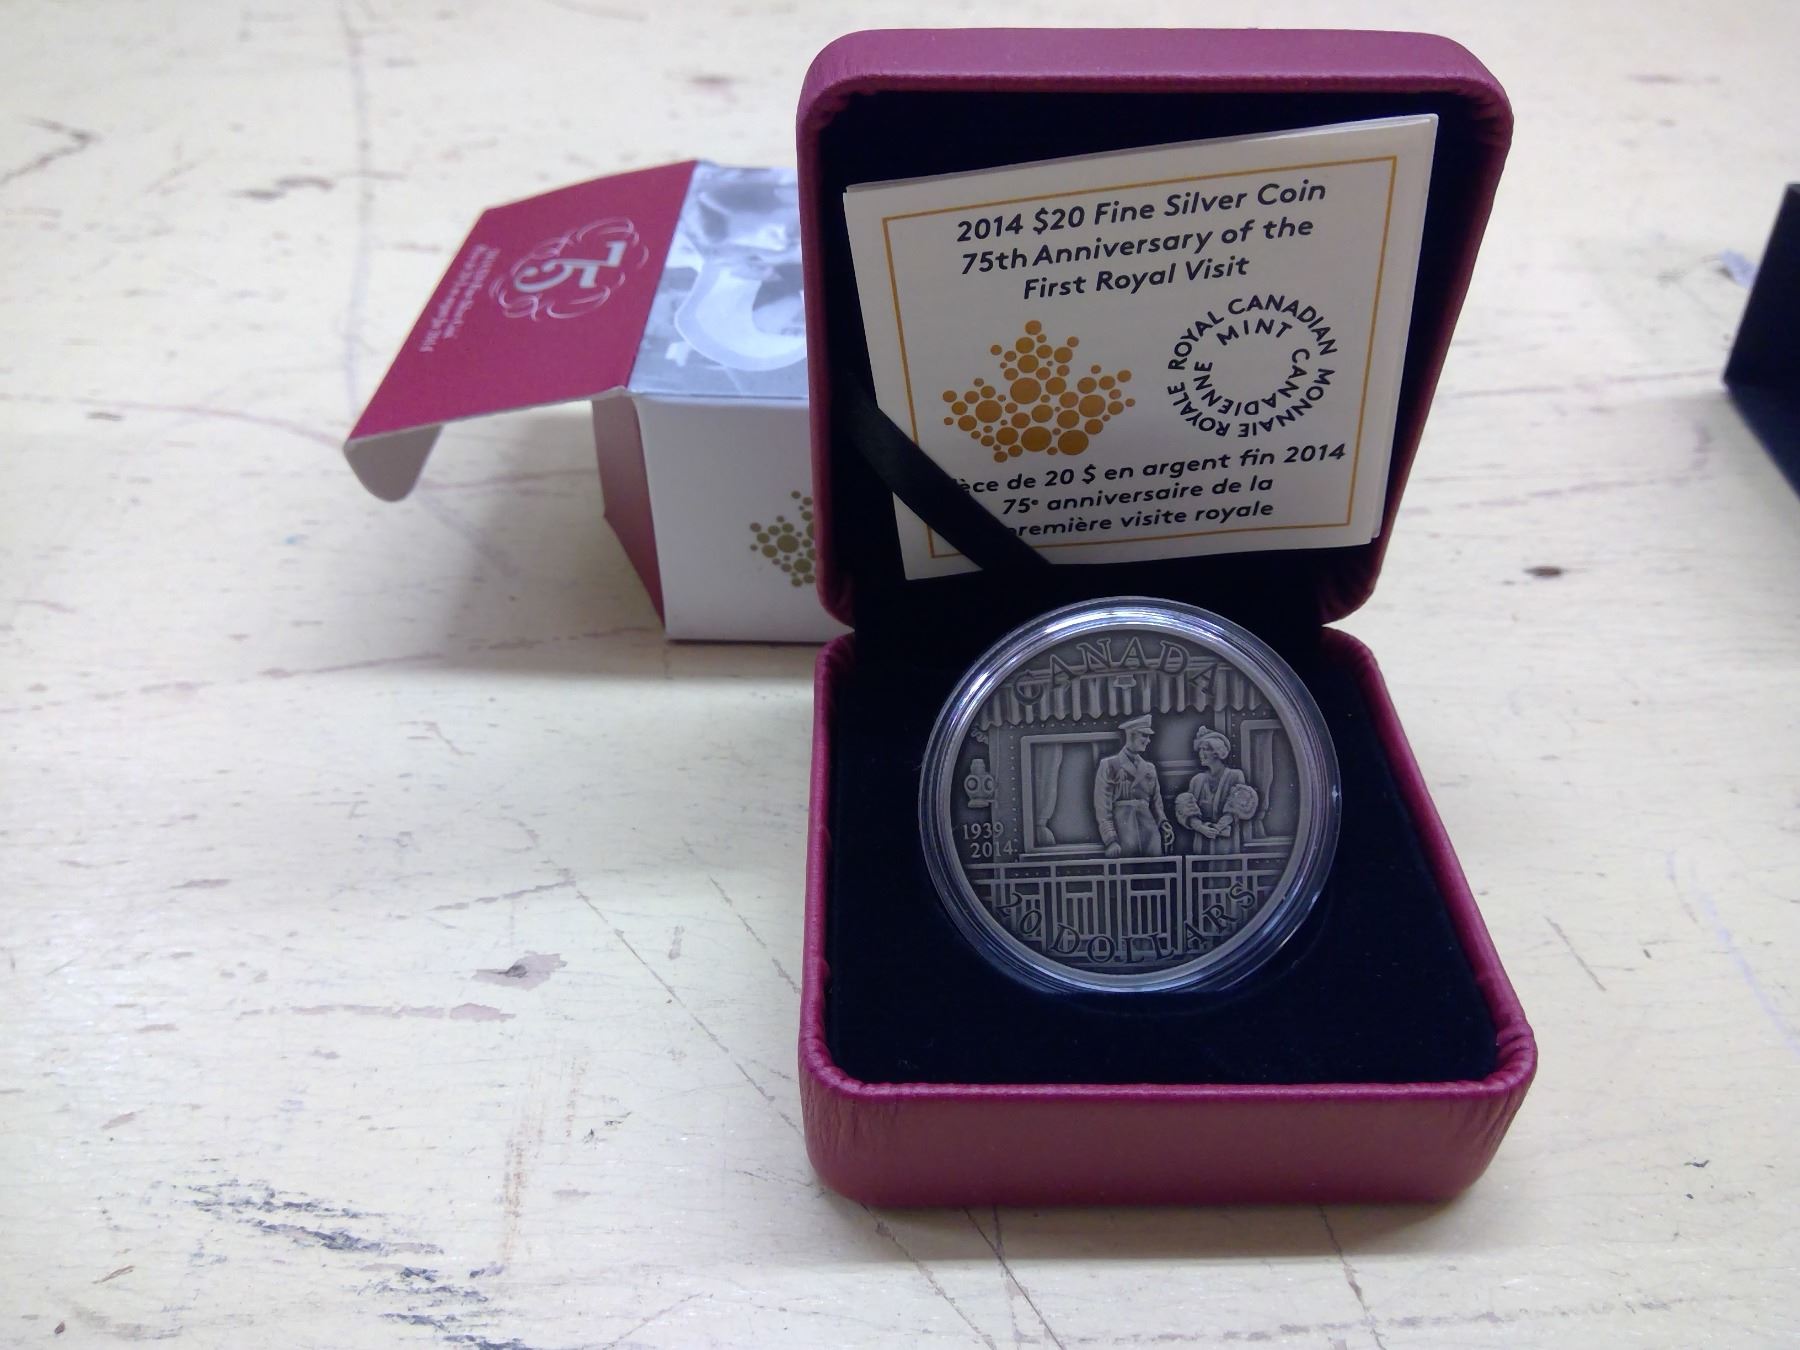 2014 $20 Fine Silver Coin
75th Anniversary of the
First Royal Visit
ROYAL CANADIAN MINT
MONNAIE ROYALE CANADIENNE
èce de 20 $ en argent fin 2014
75e anniversaire de la
première visite royale
75
CANADA
1939
2014
20 DOLLARS